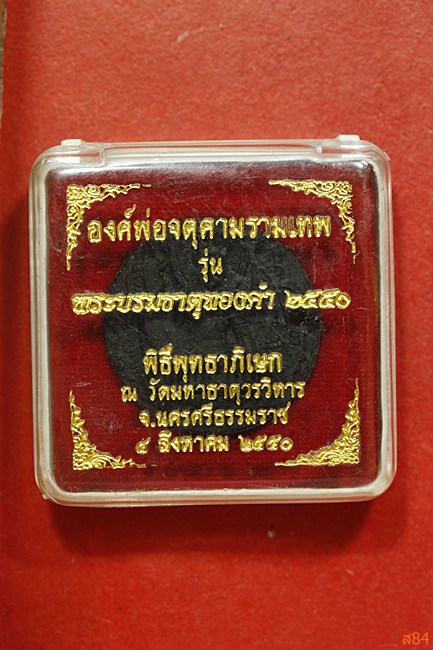 องค์พ่อจตุคามรามเทพ
รุ่น
พระบรมธาตุทองคำ ๒๕๕๐
พิธีพุทธาภิเษก
ณ วัดมหาธาตุวรวิหาร
จ.นครศรีธรรมราช
๕ สิงหาคม ๒๕๕๐
ส84